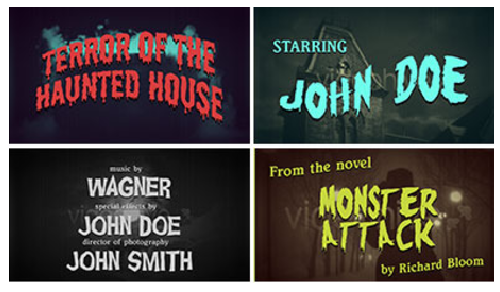 TERROR OF THE
HAUNTED HOUSE
STARRING
JOHN DOE
music by
WAGNER
special effects by
JOHN DOE
director of photography
JOHN SMITH
From the novel
MONSTER
ATTACK
by Richard Bloom